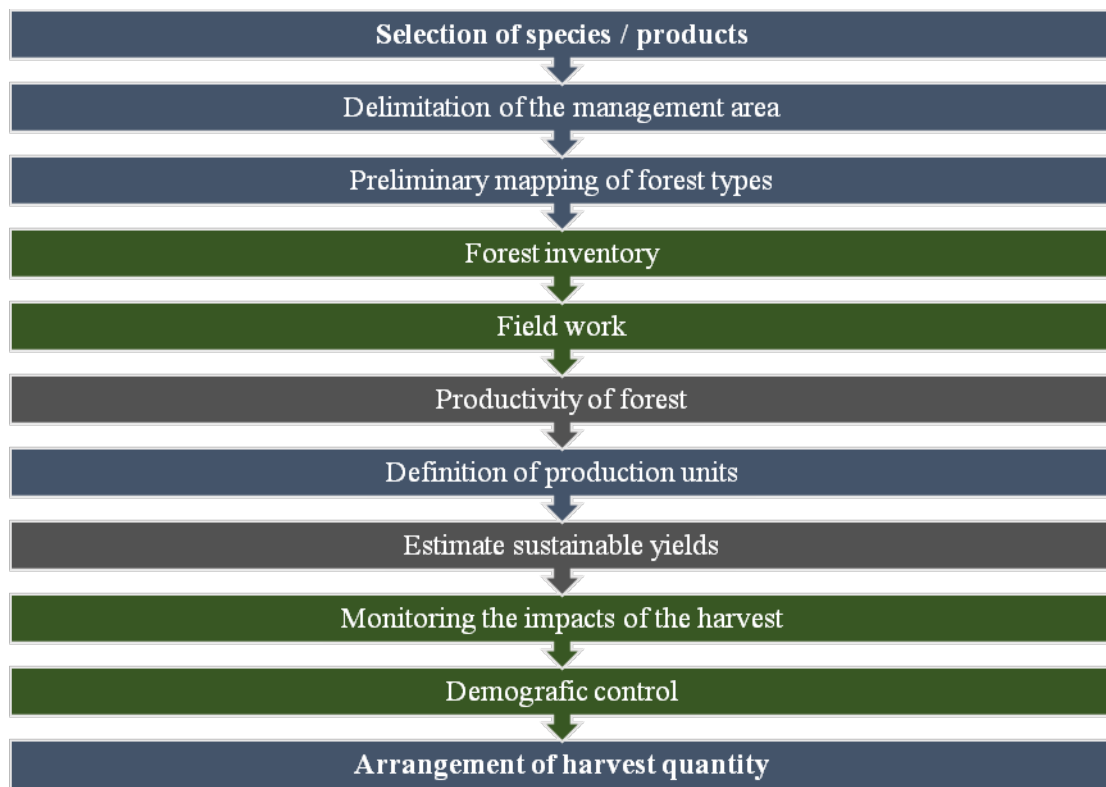 Selection of species / products
Delimitation of the management area
Preliminary mapping of forest types
Forest inventory
Field work
Productivity of forest
Definition of production units
Estimate sustainable yields
Monitoring the impacts of the harvest
Demografic control
Arrangement of harvest quantity